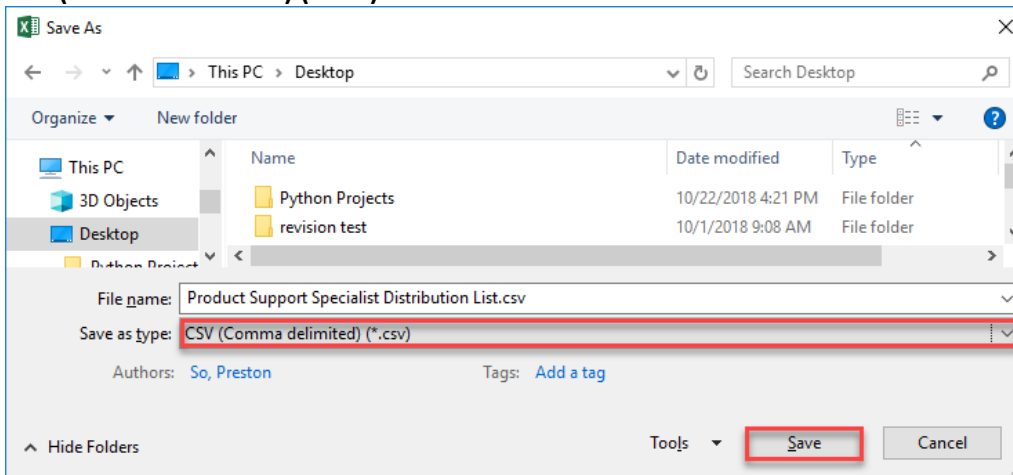 Save As
This PC > Desktop
Search Desktop
Organize
New folder
Name
Date modified
Type
This PC
3D Objects
Desktop
Python Project
Python Projects
10/22/2018 4:21 PM
File folder
revision test
10/1/2018 9:08 AM
File folder
File name: Product Support Specialist Distribution List.csv
Save as type: CSV (Comma delimited) (*.csv)
Authors: So, Preston
Tags: Add a tag
Hide Folders
Tools
Save
Cancel